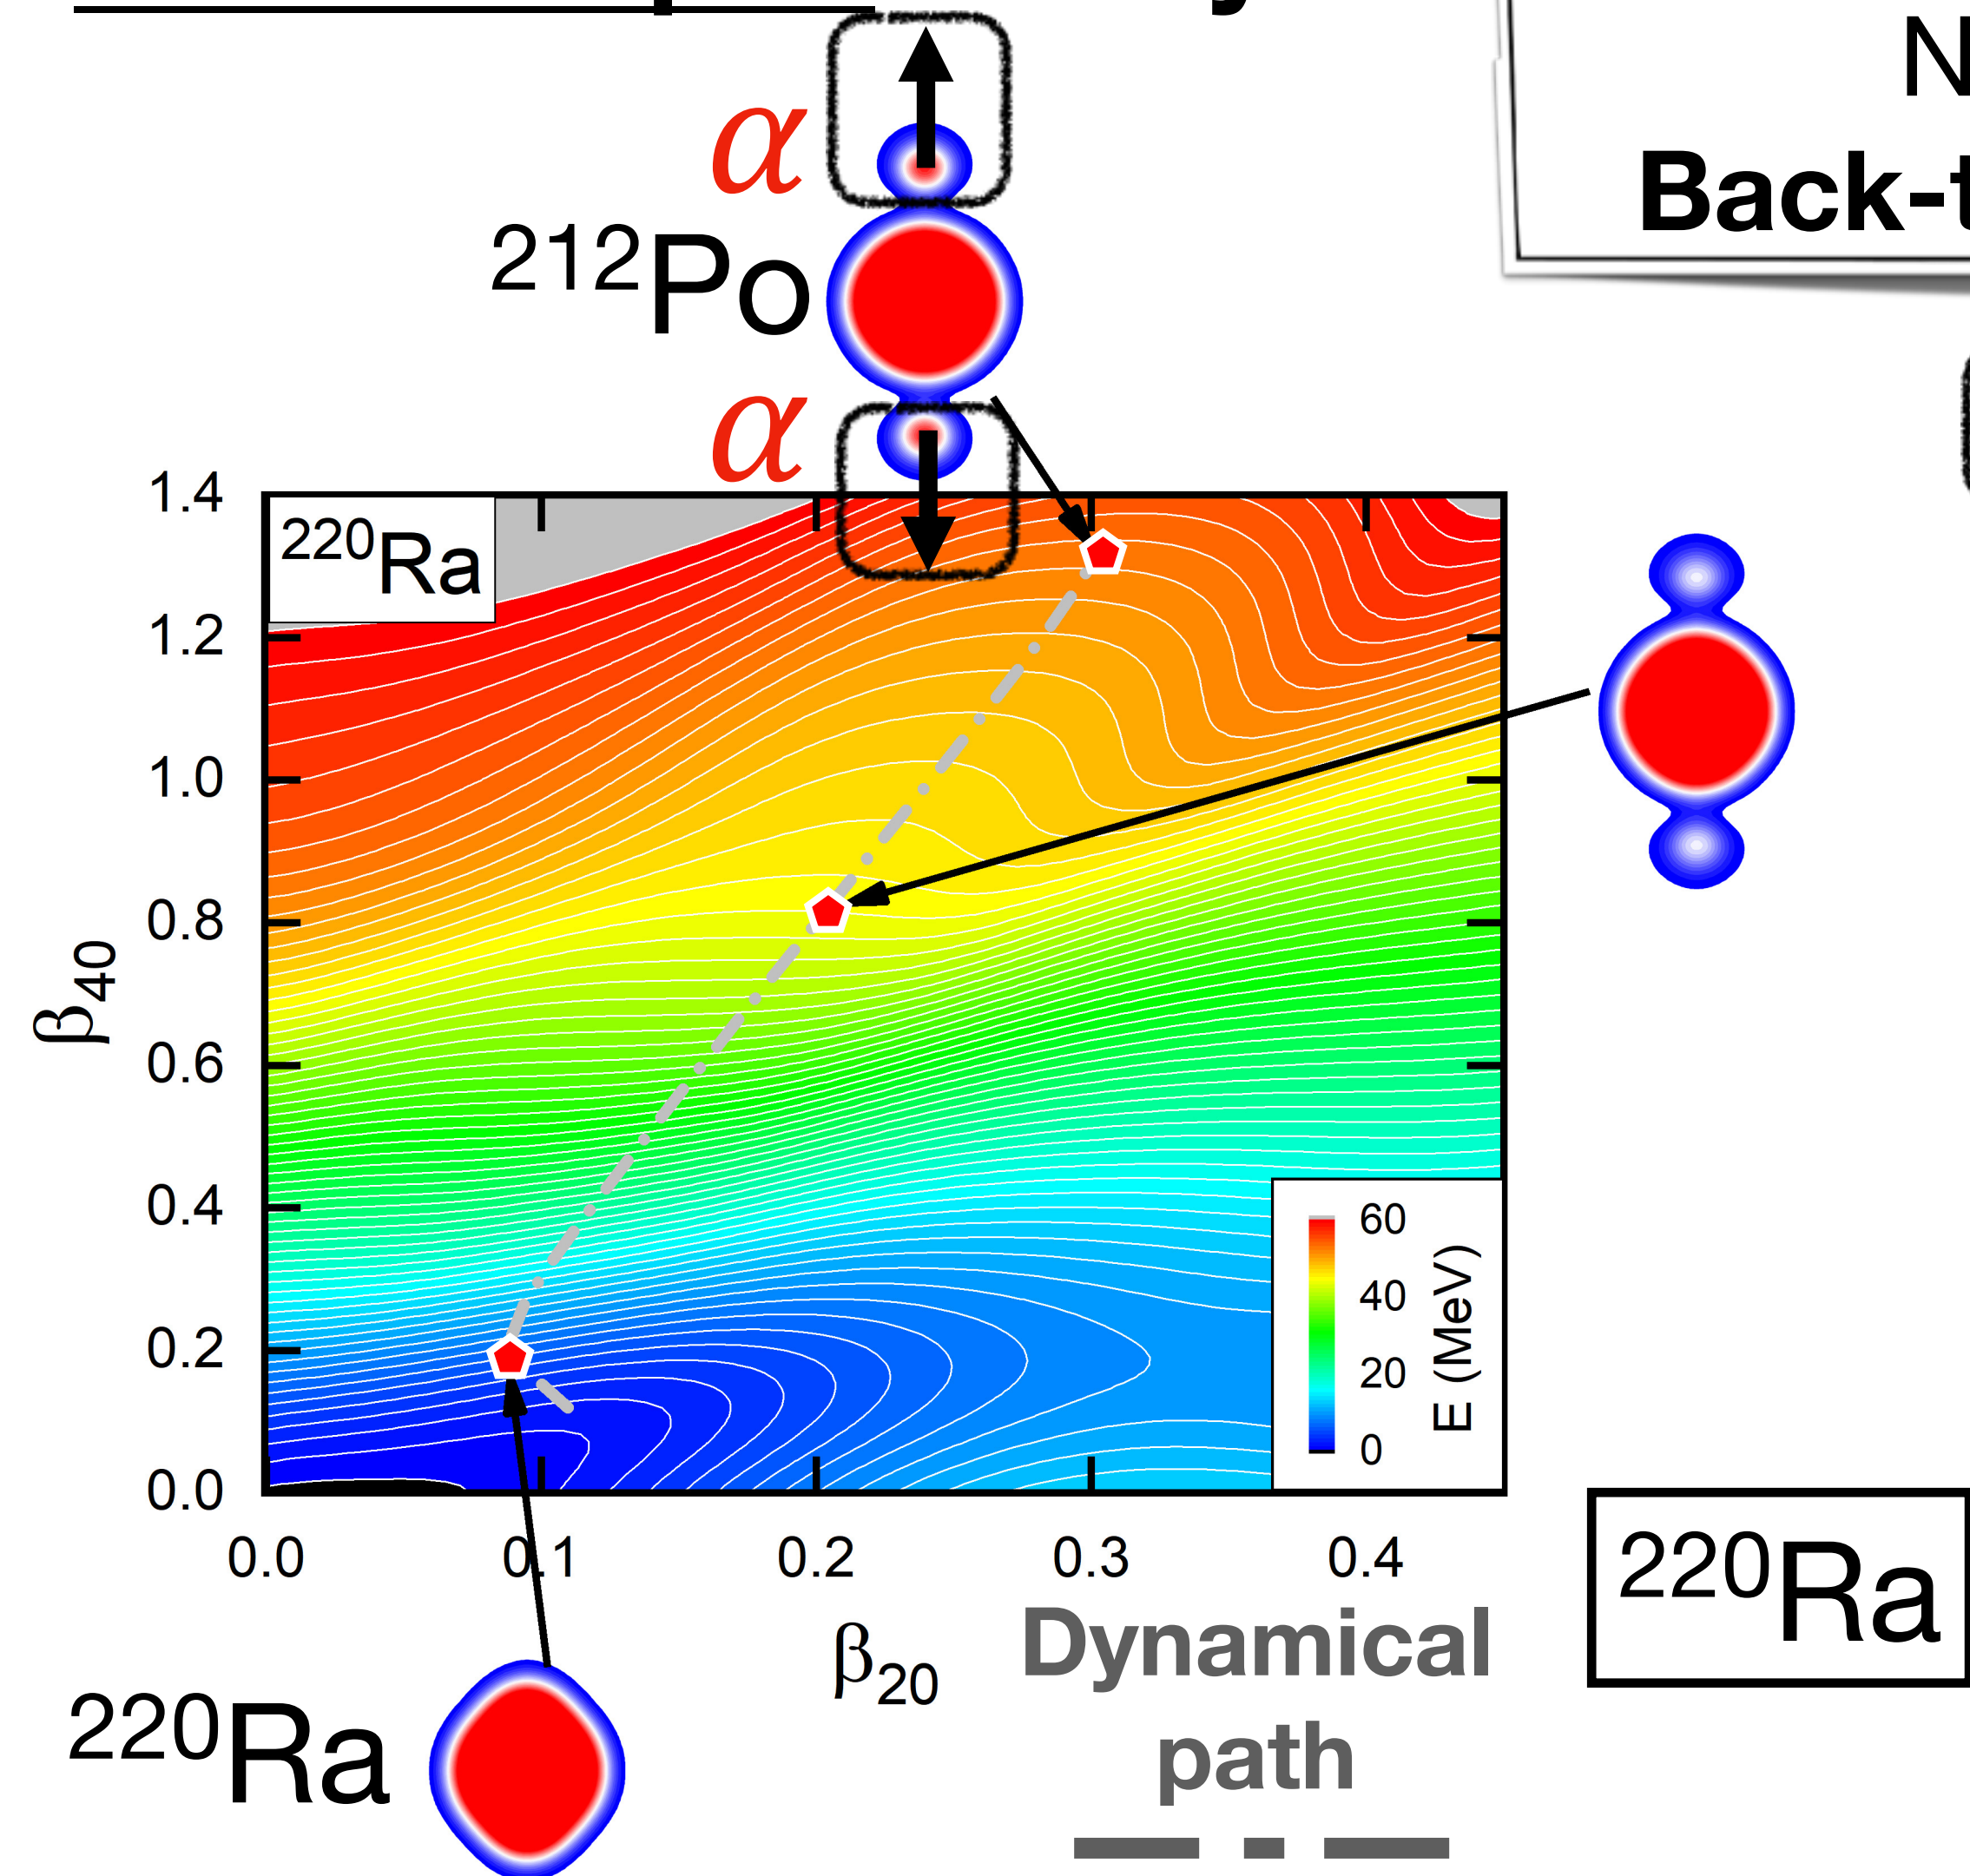 N
Back-t
α
²¹²Po
α
²²⁰Ra
1.4
1.2
1.0
0.8
0.6
0.4
0.2
0.0
β₄₀
60
40
20
0
E (MeV)
0.0 0.1 0.2 0.3 0.4
β₂₀
Dynamical
path
²²⁰Ra
²²⁰Ra